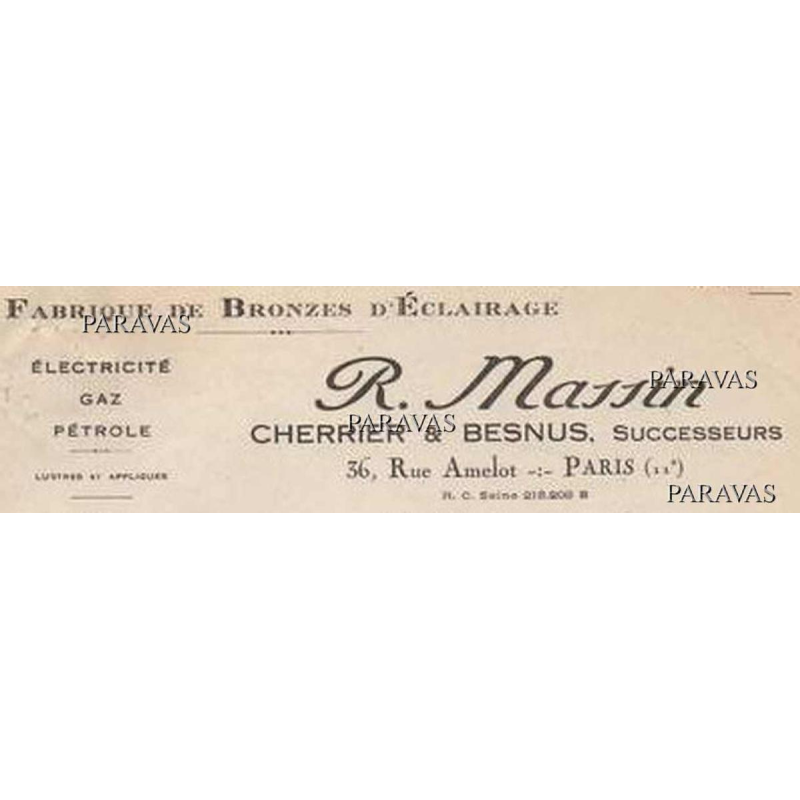 FABRIQUE DE BRONZES D'ÉCLAIRAGE
PARAVAS
ÉLECTRICITÉ
GAZ
PÉTROLE
LUSTRES ET APPLIQUES
R. Massin
PARAVAS
CHERRIER & BESNUS, SUCCESSEURS
PARAVAS
36, Rue Amelot -:- PARIS (11ᵉ)
R. C. Seine 218.208 B
PARAVAS